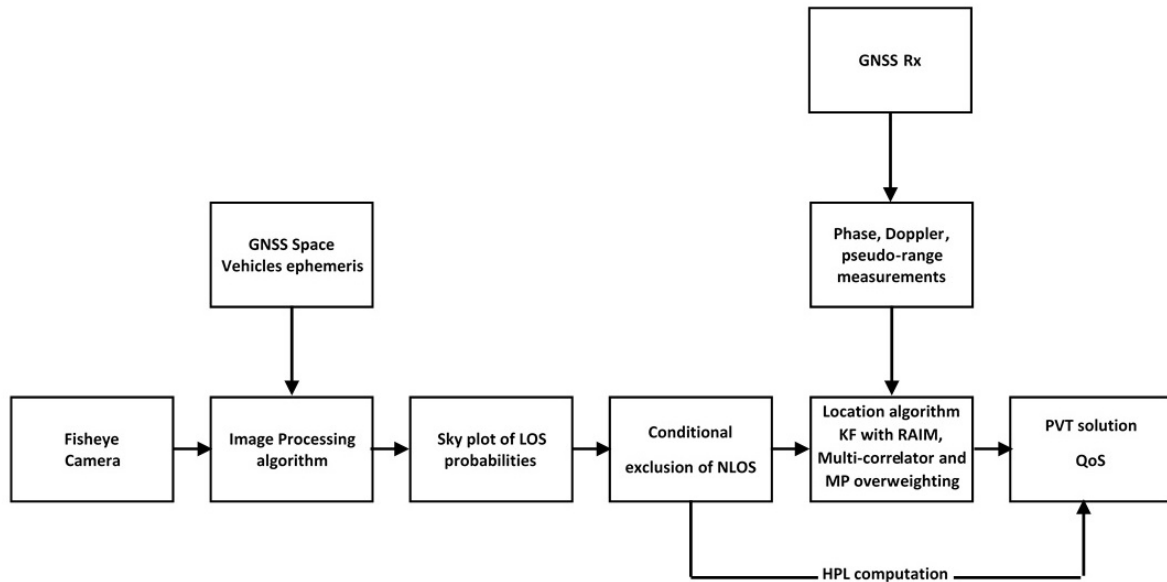 GNSS Rx
GNSS Space
Vehicles ephemeris
Phase, Doppler,
pseudo-range
measurements
Fisheye
Camera
Image Processing
algorithm
Sky plot of LOS
probabilities
Conditional
exclusion of NLOS
Location algorithm
KF with RAIM,
Multi-correlator and
MP overweighting
PVT solution
QoS
HPL computation